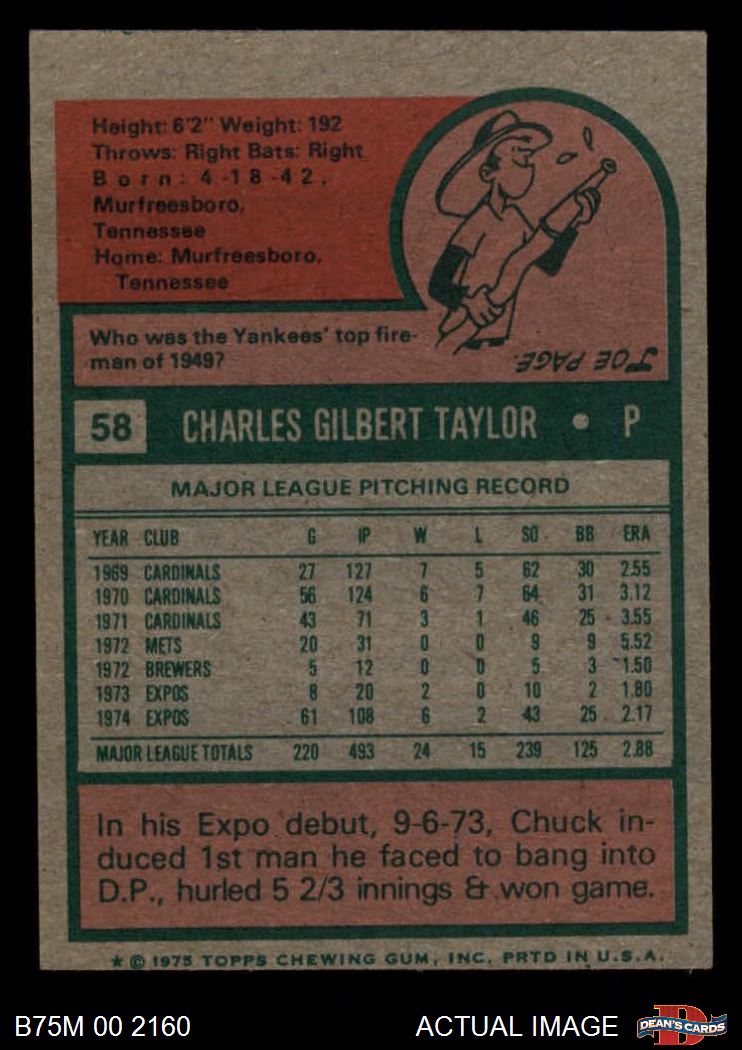 Height: 6'2" Weight: 192
Throws: Right Bats: Right
Born: 4-18-42,
Murfreesboro,
Tennessee
Home: Murfreesboro,
Tennessee
Who was the Yankees' top fire-
man of 1949?
JOE PAGE.
58 CHARLES GILBERT TAYLOR • P
MAJOR LEAGUE PITCHING RECORD
YEAR CLUB G IP W L SO BB ERA
1969 CARDINALS 27 127 7 5 62 30 2.55
1970 CARDINALS 56 124 6 7 64 31 3.12
1971 CARDINALS 43 71 3 1 46 25 3.55
1972 METS 20 31 0 0 9 9 5.52
1972 BREWERS 5 12 0 0 5 3 1.50
1973 EXPOS 8 20 2 0 10 2 1.80
1974 EXPOS 61 108 6 2 43 25 2.17
MAJOR LEAGUE TOTALS 220 493 24 15 239 125 2.88
In his Expo debut, 9-6-73, Chuck in-
duced 1st man he faced to bang into
D.P., hurled 5 2/3 innings & won game.
★ © 1975 TOPPS CHEWING GUM, INC. PRTD IN U.S.A.
B75M 00 2160 ACTUAL IMAGE DEAN'S CARDS